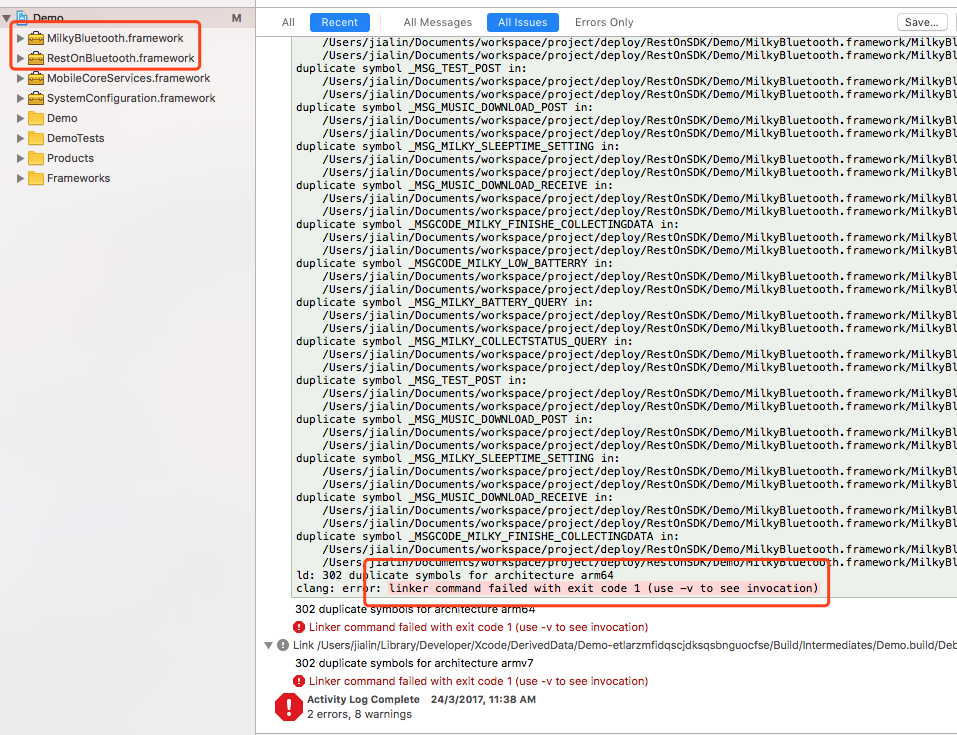 Demo
M
MilkyBluetooth.framework
RestOnBluetooth.framework
MobileCoreServices.framework
SystemConfiguration.framework
Demo
DemoTests
Products
Frameworks
All Recent All Messages All Issues Errors Only Save...
/Users/jialin/Documents/workspace/project/deploy/RestOnSDK/Demo/MilkyBluetooth.framework/MilkyBl
duplicate symbol _MSG_TEST_POST in:
/Users/jialin/Documents/workspace/project/deploy/RestOnSDK/Demo/MilkyBluetooth.framework/MilkyBl
/Users/jialin/Documents/workspace/project/deploy/RestOnSDK/Demo/MilkyBluetooth.framework/MilkyBl
duplicate symbol _MSG_MUSIC_DOWNLOAD_POST in:
/Users/jialin/Documents/workspace/project/deploy/RestOnSDK/Demo/MilkyBluetooth.framework/MilkyBl
/Users/jialin/Documents/workspace/project/deploy/RestOnSDK/Demo/MilkyBluetooth.framework/MilkyBl
duplicate symbol _MSG_MILKY_SLEEPTIME_SETTING in:
/Users/jialin/Documents/workspace/project/deploy/RestOnSDK/Demo/MilkyBluetooth.framework/MilkyBl
/Users/jialin/Documents/workspace/project/deploy/RestOnSDK/Demo/MilkyBluetooth.framework/MilkyBl
duplicate symbol _MSG_MUSIC_DOWNLOAD_RECEIVE in:
/Users/jialin/Documents/workspace/project/deploy/RestOnSDK/Demo/MilkyBluetooth.framework/MilkyBl
/Users/jialin/Documents/workspace/project/deploy/RestOnSDK/Demo/MilkyBluetooth.framework/MilkyBl
duplicate symbol _MSGCODE_MILKY_FINISHE_COLLECTINGDATA in:
/Users/jialin/Documents/workspace/project/deploy/RestOnSDK/Demo/MilkyBluetooth.framework/MilkyBl
/Users/jialin/Documents/workspace/project/deploy/RestOnSDK/Demo/MilkyBluetooth.framework/MilkyBl
duplicate symbol _MSGCODE_MILKY_LOW_BATTERRY in:
/Users/jialin/Documents/workspace/project/deploy/RestOnSDK/Demo/MilkyBluetooth.framework/MilkyBl
/Users/jialin/Documents/workspace/project/deploy/RestOnSDK/Demo/MilkyBluetooth.framework/MilkyBl
duplicate symbol _MSG_MILKY_BATTERY_QUERY in:
/Users/jialin/Documents/workspace/project/deploy/RestOnSDK/Demo/MilkyBluetooth.framework/MilkyBl
/Users/jialin/Documents/workspace/project/deploy/RestOnSDK/Demo/MilkyBluetooth.framework/MilkyBl
duplicate symbol _MSG_MILKY_COLLECTSTATUS_QUERY in:
/Users/jialin/Documents/workspace/project/deploy/RestOnSDK/Demo/MilkyBluetooth.framework/MilkyBl
/Users/jialin/Documents/workspace/project/deploy/RestOnSDK/Demo/MilkyBluetooth.framework/MilkyBl
duplicate symbol _MSG_TEST_POST in:
/Users/jialin/Documents/workspace/project/deploy/RestOnSDK/Demo/MilkyBluetooth.framework/MilkyBl
/Users/jialin/Documents/workspace/project/deploy/RestOnSDK/Demo/MilkyBluetooth.framework/MilkyBl
duplicate symbol _MSG_MUSIC_DOWNLOAD_POST in:
/Users/jialin/Documents/workspace/project/deploy/RestOnSDK/Demo/MilkyBluetooth.framework/MilkyBl
/Users/jialin/Documents/workspace/project/deploy/RestOnSDK/Demo/MilkyBluetooth.framework/MilkyBl
duplicate symbol _MSG_MILKY_SLEEPTIME_SETTING in:
/Users/jialin/Documents/workspace/project/deploy/RestOnSDK/Demo/MilkyBluetooth.framework/MilkyBl
/Users/jialin/Documents/workspace/project/deploy/RestOnSDK/Demo/MilkyBluetooth.framework/MilkyBl
duplicate symbol _MSG_MUSIC_DOWNLOAD_RECEIVE in:
/Users/jialin/Documents/workspace/project/deploy/RestOnSDK/Demo/MilkyBluetooth.framework/MilkyBl
/Users/jialin/Documents/workspace/project/deploy/RestOnSDK/Demo/MilkyBluetooth.framework/MilkyBl
duplicate symbol _MSGCODE_MILKY_FINISHE_COLLECTINGDATA in:
/Users/jialin/Documents/workspace/project/deploy/RestOnSDK/Demo/MilkyBluetooth.framework/MilkyBl
/Users/jialin/Documents/workspace/project/deploy/RestOnSDK/Demo/MilkyBluetooth.framework/MilkyBl
ld: 302 duplicate symbols for architecture arm64
clang: error: linker command failed with exit code 1 (use -v to see invocation)
302 duplicate symbols for architecture arm64
Linker command failed with exit code 1 (use -v to see invocation)
Link /Users/jialin/Library/Developer/Xcode/DerivedData/Demo-etlarzmfidqscjdksqsbnguocfse/Build/Intermediates/Demo.build/Deb
302 duplicate symbols for architecture armv7
Linker command failed with exit code 1 (use -v to see invocation)
Activity Log Complete 24/3/2017, 11:38 AM
2 errors, 8 warnings